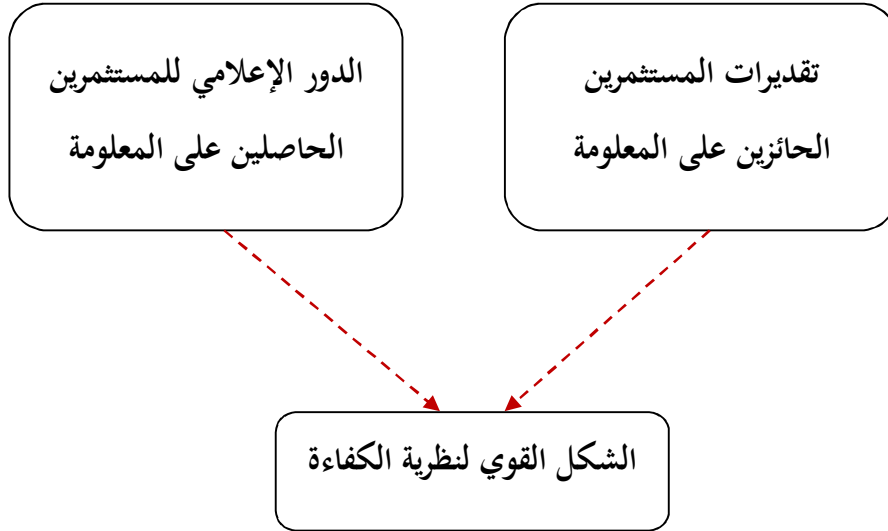 تقديرات المستثمرين
الحائزين على المعلومة
الدور الإعلامي للمستثمرين
الحاصلين على المعلومة
الشكل القوي لنظرية الكفاءة